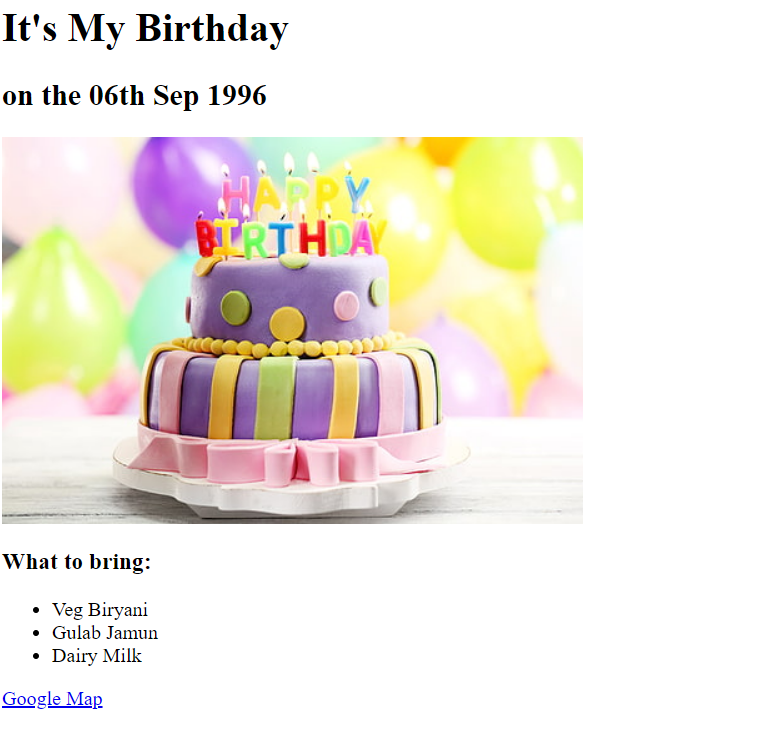 It's My Birthday
on the 06th Sep 1996
HAPPY
BIRTHDAY
What to bring:
Veg Biryani
Gulab Jamun
Dairy Milk
Google Map